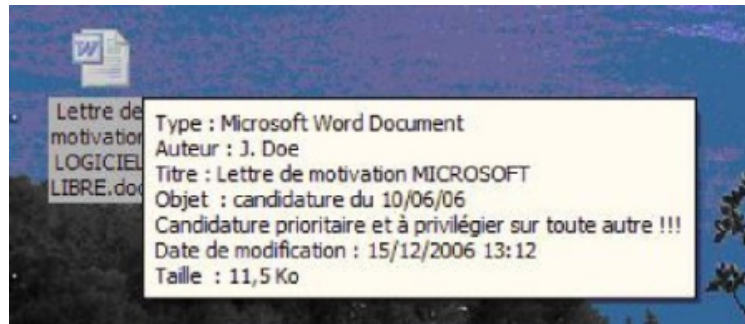 Lettre de
motivation
LOGICIEL
LIBRE.doc
Type : Microsoft Word Document
Auteur : J. Doe
Titre : Lettre de motivation MICROSOFT
Objet : candidature du 10/06/06
Candidature prioritaire et à privilégier sur toute autre !!!
Date de modification : 15/12/2006 13:12
Taille : 11,5 Ko